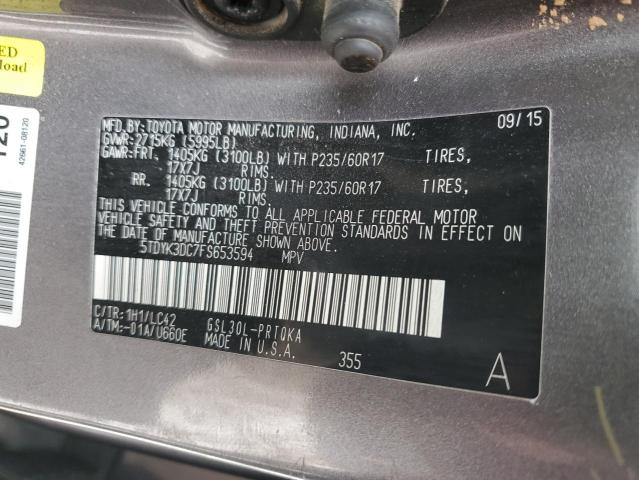 ED
Load
120
42661-08120
MFD.BY:TOYOTA MOTOR MANUFACTURING, INDIANA, INC. 09/15
GVWR:2715KG(5995LB)
GAWR:FRT. 1405KG(3100LB)WITH P235/60R17 TIRES,
17X7J RIMS.
RR. 1405KG(3100LB)WITH P235/60R17 TIRES,
17X7J RIMS.
THIS VEHICLE CONFORMS TO ALL APPLICABLE FEDERAL MOTOR
VEHICLE SAFETY AND THEFT PREVENTION STANDARDS IN EFFECT ON
THE DATE OF MANUFACTURE SHOWN ABOVE.
5TDYK3DC7FS653594 MPV
C/TR:1H1/LC42 GSL30L-PRTQKA
A/TM:-01A/U660E MADE IN U.S.A. 355 A